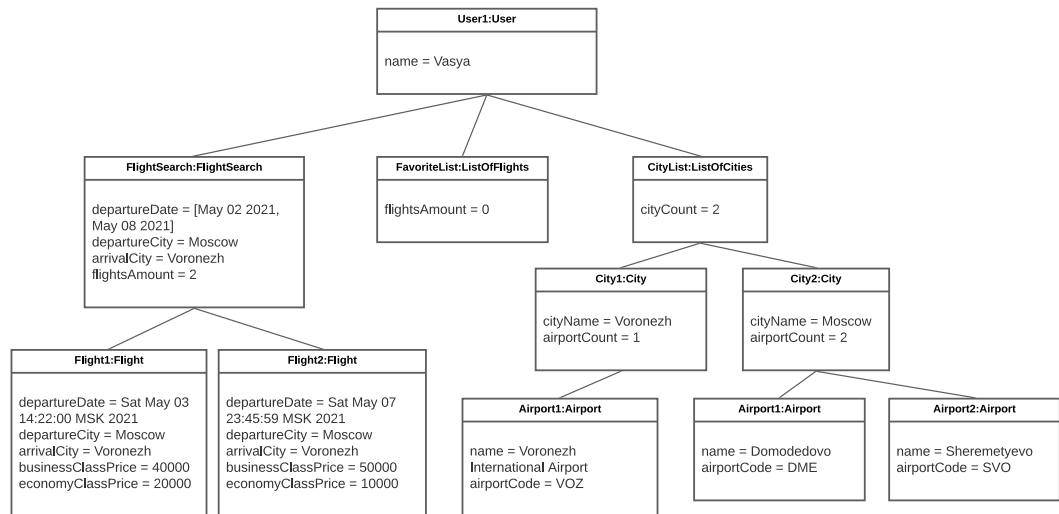 User1:User
name = Vasya
FlightSearch:FlightSearch
departureDate = [May 02 2021,
May 08 2021]
departureCity = Moscow
arrivalCity = Voronezh
flightsAmount = 2
FavoriteList:ListOfFlights
flightsAmount = 0
CityList:ListOfCities
cityCount = 2
City1:City
cityName = Voronezh
airportCount = 1
City2:City
cityName = Moscow
airportCount = 2
Flight1:Flight
departureDate = Sat May 03
14:22:00 MSK 2021
departureCity = Moscow
arrivalCity = Voronezh
businessClassPrice = 40000
economyClassPrice = 20000
Flight2:Flight
departureDate = Sat May 07
23:45:59 MSK 2021
departureCity = Moscow
arrivalCity = Voronezh
businessClassPrice = 50000
economyClassPrice = 10000
Airport1:Airport
name = Voronezh
International Airport
airportCode = VOZ
Airport1:Airport
name = Domodedovo
airportCode = DME
Airport2:Airport
name = Sheremetyevo
airportCode = SVO